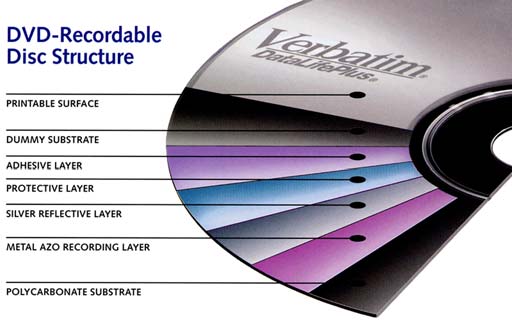 DVD-Recordable
Disc Structure
Verbatim®
DataLifePlus®
PRINTABLE SURFACE
DUMMY SUBSTRATE
ADHESIVE LAYER
PROTECTIVE LAYER
SILVER REFLECTIVE LAYER
METAL AZO RECORDING LAYER
POLYCARBONATE SUBSTRATE